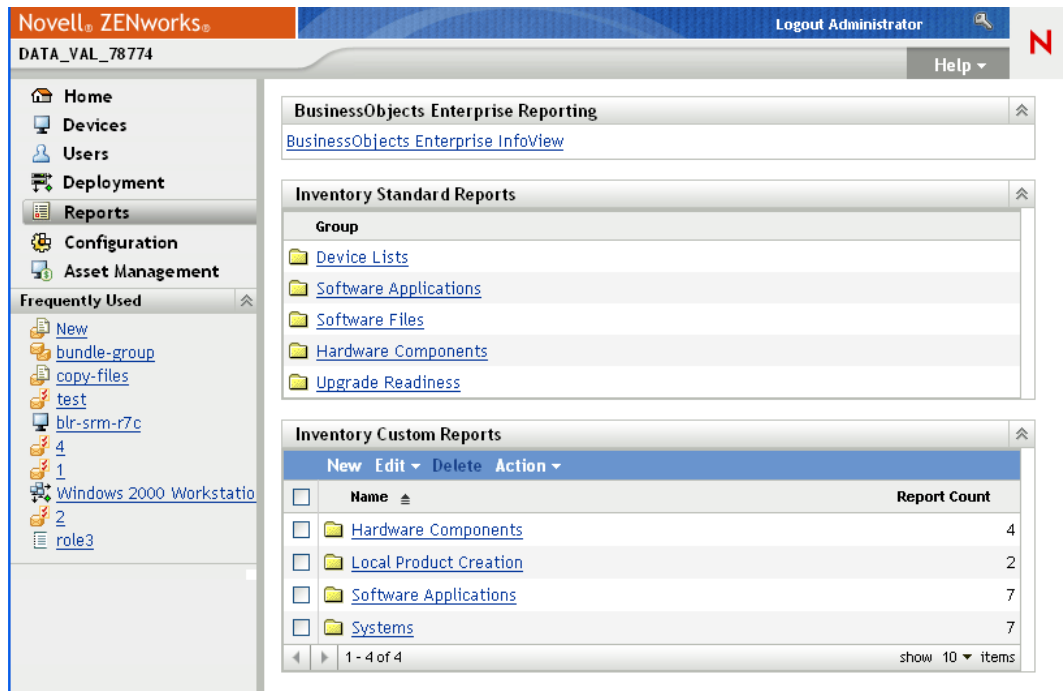 Novell® ZENworks®
Logout Administrator
N
DATA_VAL_78774
Help
Home
Devices
Users
Deployment
Reports
Configuration
Asset Management
Frequently Used
New
bundle-group
copy-files
test
blr-srm-r7c
4
1
Windows 2000 Workstatio
2
role3
BusinessObjects Enterprise Reporting
BusinessObjects Enterprise InfoView
Inventory Standard Reports
Group
Device Lists
Software Applications
Software Files
Hardware Components
Upgrade Readiness
Inventory Custom Reports
New Edit Delete Action
Name Report Count
Hardware Components 4
Local Product Creation 2
Software Applications 7
Systems 7
1 - 4 of 4 show 10 items